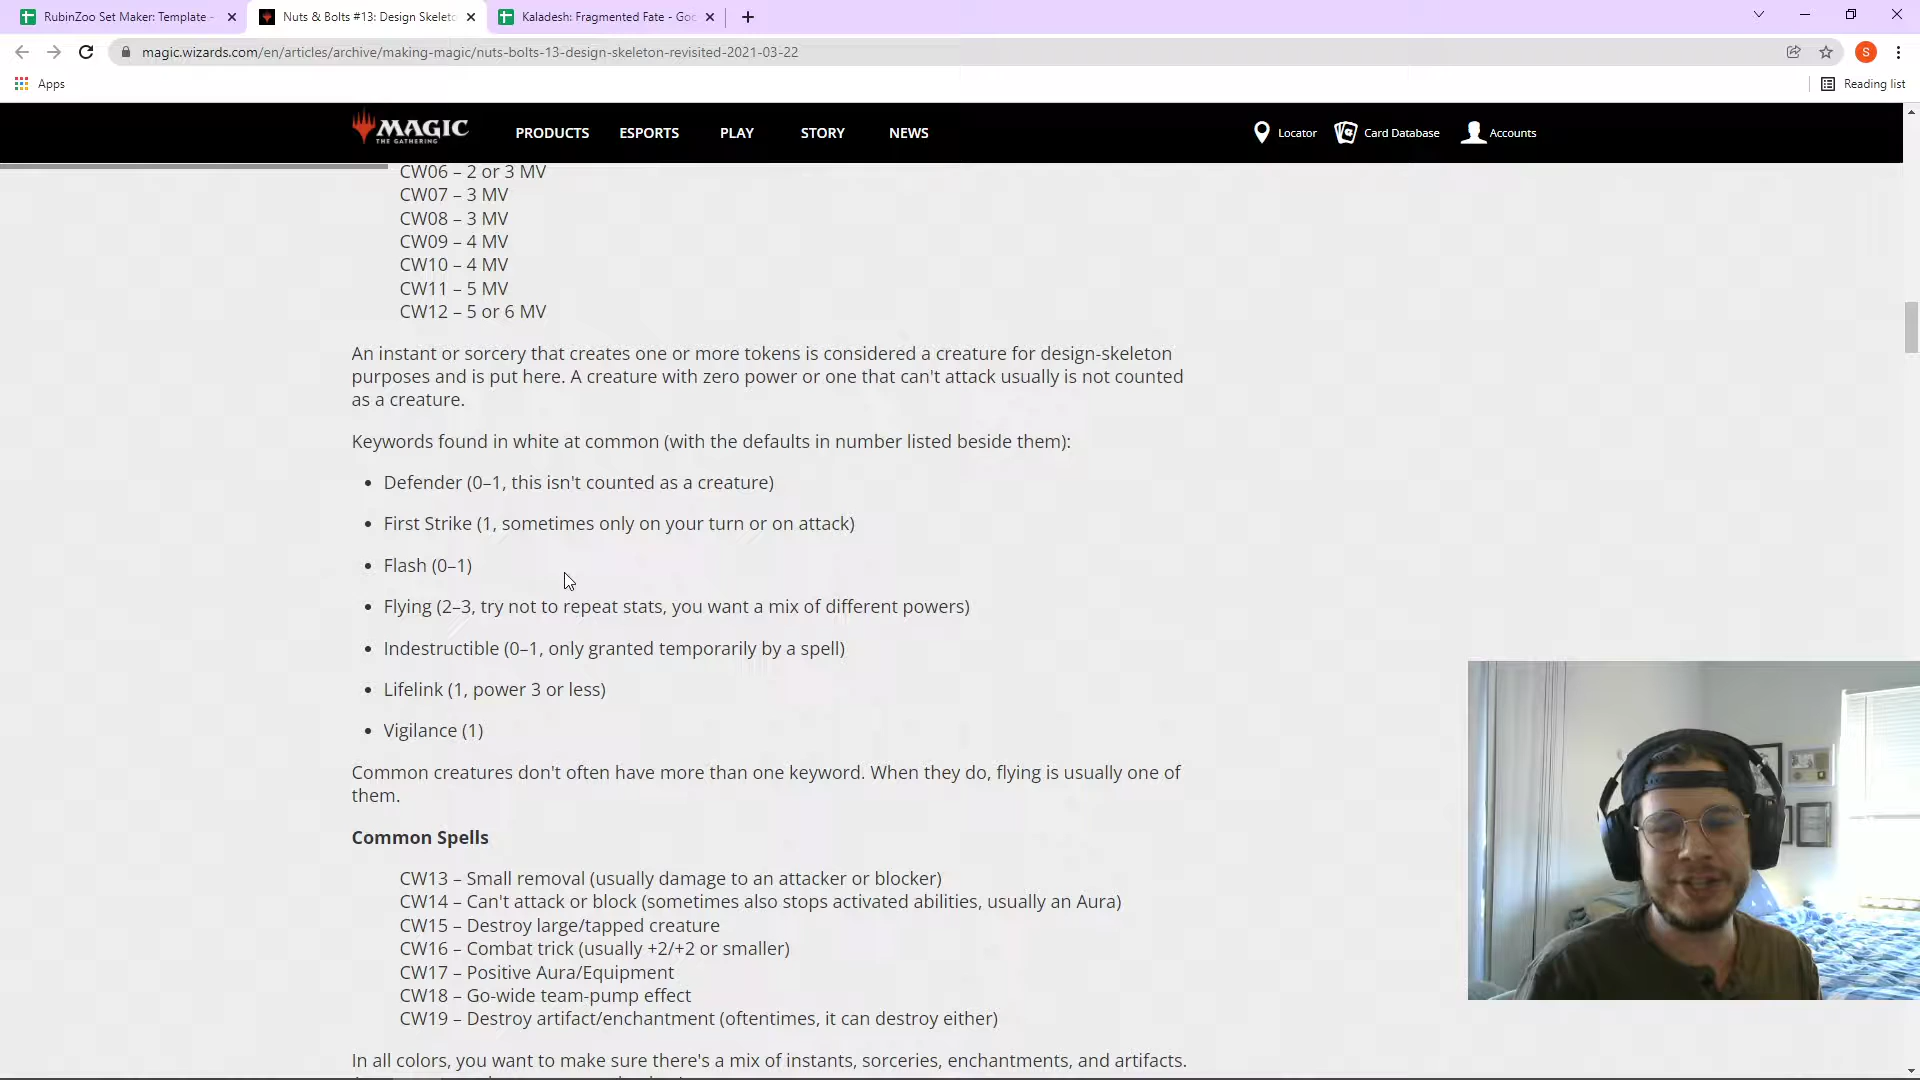 RubinZoo Set Maker: Template -
Nuts & Bolts #13: Design Skeleto
Kaladesh: Fragmented Fate - Goo
magic.wizards.com/en/articles/archive/making-magic/nuts-bolts-13-design-skeleton-revisited-2021-03-22
S
Apps
Reading list
MAGIC
THE GATHERING
PRODUCTS
ESPORTS
PLAY
STORY
NEWS
Locator
Card Database
Accounts
CW06 – 2 or 3 MV
CW07 – 3 MV
CW08 – 3 MV
CW09 – 4 MV
CW10 – 4 MV
CW11 – 5 MV
CW12 – 5 or 6 MV
An instant or sorcery that creates one or more tokens is considered a creature for design-skeleton
purposes and is put here. A creature with zero power or one that can't attack usually is not counted
as a creature.
Keywords found in white at common (with the defaults in number listed beside them):
• Defender (0–1, this isn't counted as a creature)
• First Strike (1, sometimes only on your turn or on attack)
• Flash (0–1)
• Flying (2–3, try not to repeat stats, you want a mix of different powers)
• Indestructible (0–1, only granted temporarily by a spell)
• Lifelink (1, power 3 or less)
• Vigilance (1)
Common creatures don't often have more than one keyword. When they do, flying is usually one of
them.
Common Spells
CW13 – Small removal (usually damage to an attacker or blocker)
CW14 – Can't attack or block (sometimes also stops activated abilities, usually an Aura)
CW15 – Destroy large/tapped creature
CW16 – Combat trick (usually +2/+2 or smaller)
CW17 – Positive Aura/Equipment
CW18 – Go-wide team-pump effect
CW19 – Destroy artifact/enchantment (oftentimes, it can destroy either)
In all colors, you want to make sure there's a mix of instants, sorceries, enchantments, and artifacts.